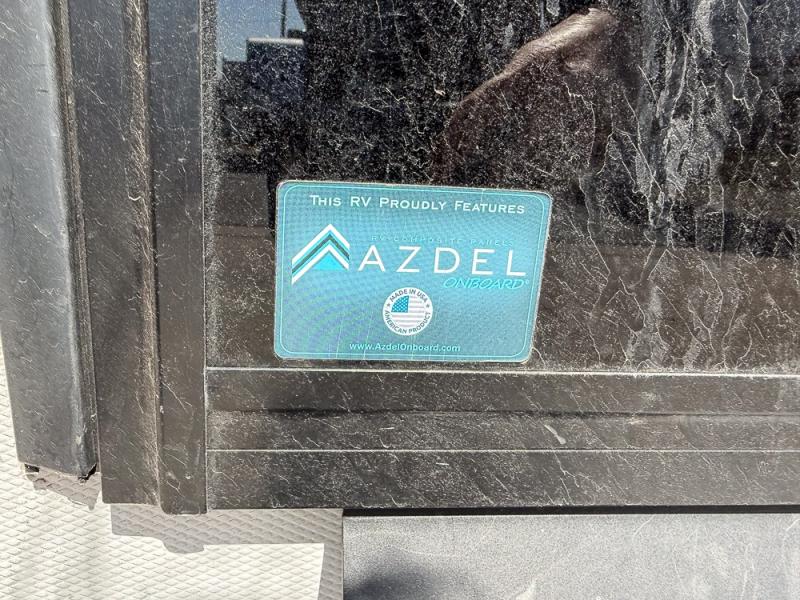 This RV Proudly Features
RV COMPOSITE PANELS
AZDEL
ONBOARD®
MADE IN USA
AMERICAN PRODUCT
www.AzdelOnboard.com